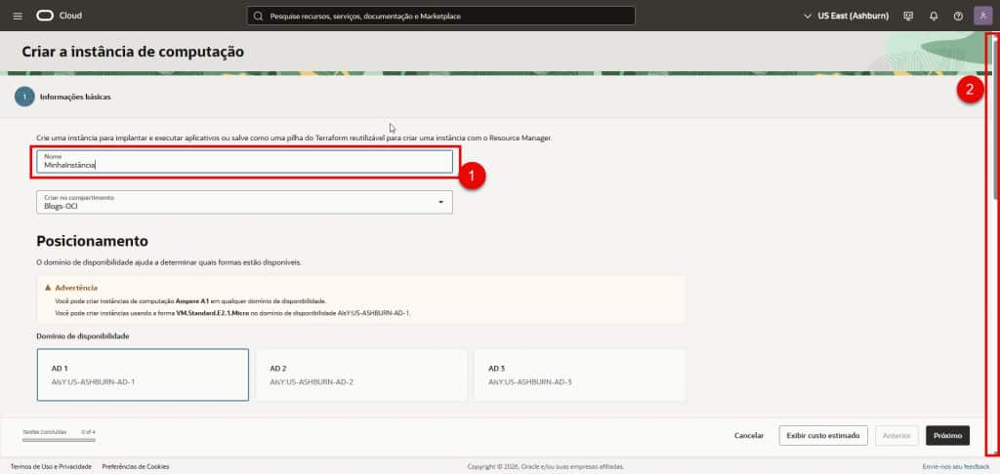 Cloud
Pesquise recursos, serviços, documentação e Marketplace
US East (Ashburn)
Criar a instância de computação
2
1 Informações básicas
Crie uma instância para implantar e executar aplicativos ou salve como uma pilha do Terraform reutilizável para criar uma instância com o Resource Manager.
Nome
MinhaInstância
1
Criar no compartimento
Blogs-OCI
Posicionamento
O domínio de disponibilidade ajuda a determinar quais formas estão disponíveis.
Advertência
Você pode criar instâncias de computação Ampere A1 em qualquer domínio de disponibilidade.
Você pode criar instâncias usando a forma VM.Standard.E2.1.Micro no domínio de disponibilidade AlsY:US-ASHBURN-AD-1.
Domínio de disponibilidade
AD 1
AlsY:US-ASHBURN-AD-1
AD 2
AlsY:US-ASHBURN-AD-2
AD 3
AlsY:US-ASHBURN-AD-3
Tarefas Concluídas 0 of 4
Cancelar
Exibir custo estimado
Anterior
Próximo
Termos de Uso e Privacidade
Preferências de Cookies
Copyright © 2026, Oracle e/ou suas empresas afiliadas.
Envie-nos seu feedback